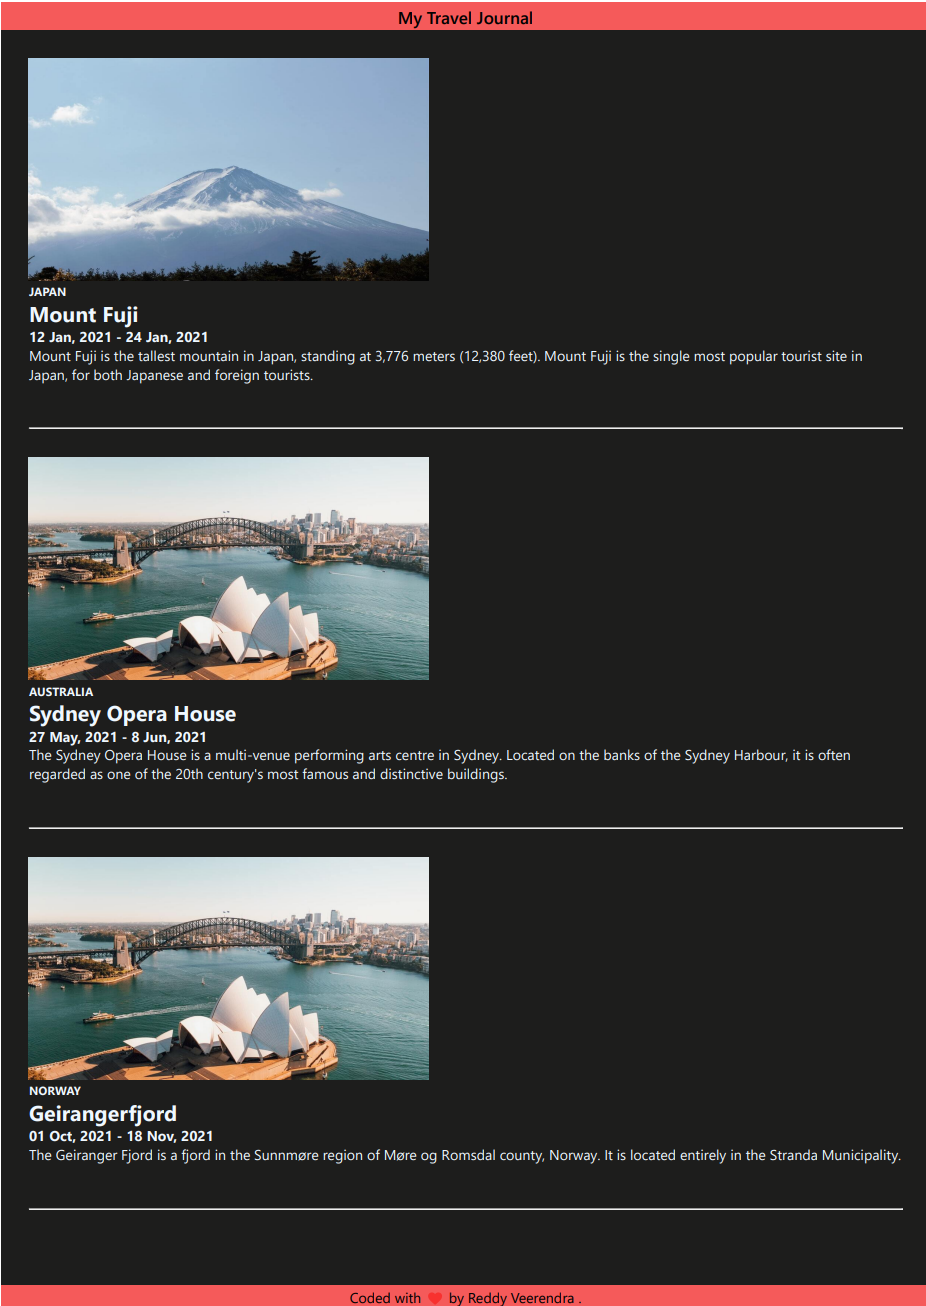 My Travel Journal
JAPAN
Mount Fuji
12 Jan, 2021 - 24 Jan, 2021
Mount Fuji is the tallest mountain in Japan, standing at 3,776 meters (12,380 feet). Mount Fuji is the single most popular tourist site in
Japan, for both Japanese and foreign tourists.
AUSTRALIA
Sydney Opera House
27 May, 2021 - 8 Jun, 2021
The Sydney Opera House is a multi-venue performing arts centre in Sydney. Located on the banks of the Sydney Harbour, it is often
regarded as one of the 20th century's most famous and distinctive buildings.
NORWAY
Geirangerfjord
01 Oct, 2021 - 18 Nov, 2021
The Geiranger Fjord is a fjord in the Sunnmøre region of Møre og Romsdal county, Norway. It is located entirely in the Stranda Municipality.
Coded with ❤ by Reddy Veerendra .